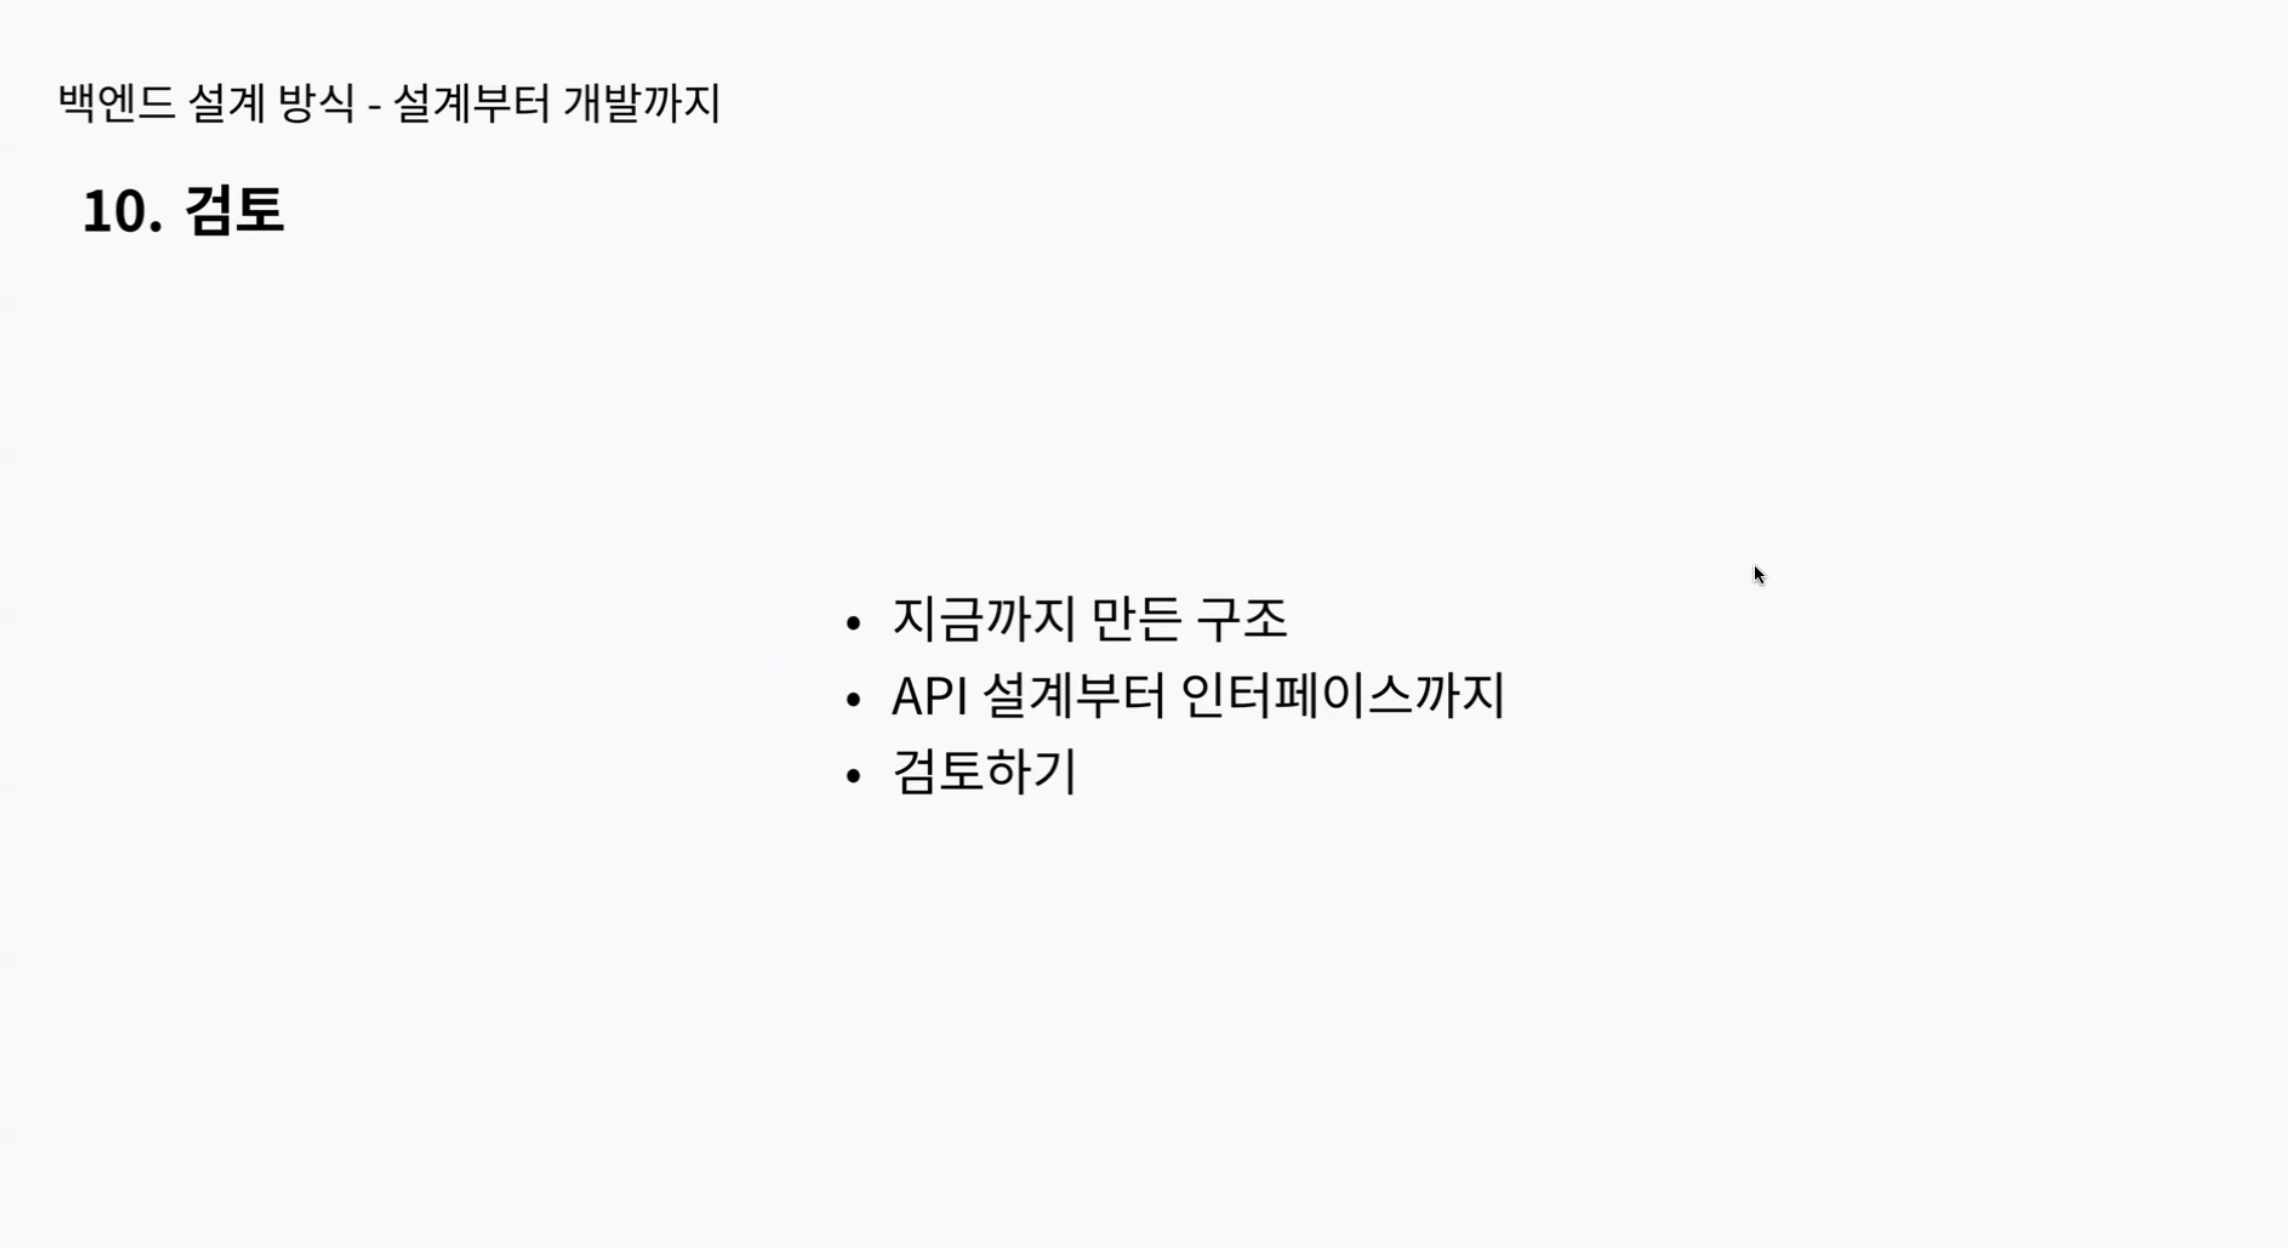 백엔드 설계 방식 - 설계부터 개발까지
10. 검토
• 지금까지 만든 구조
• API 설계부터 인터페이스까지
• 검토하기